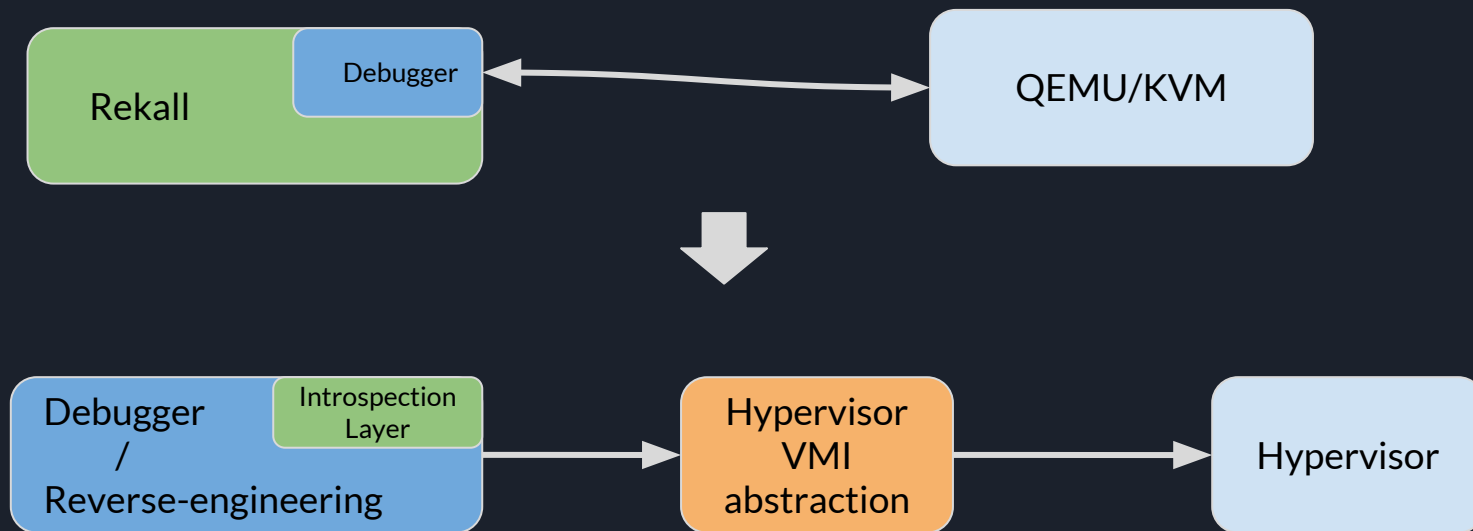 Rekall
Debugger
QEMU/KVM
Debugger
/
Reverse-engineering
Introspection
Layer
Hypervisor
VMI
abstraction
Hypervisor